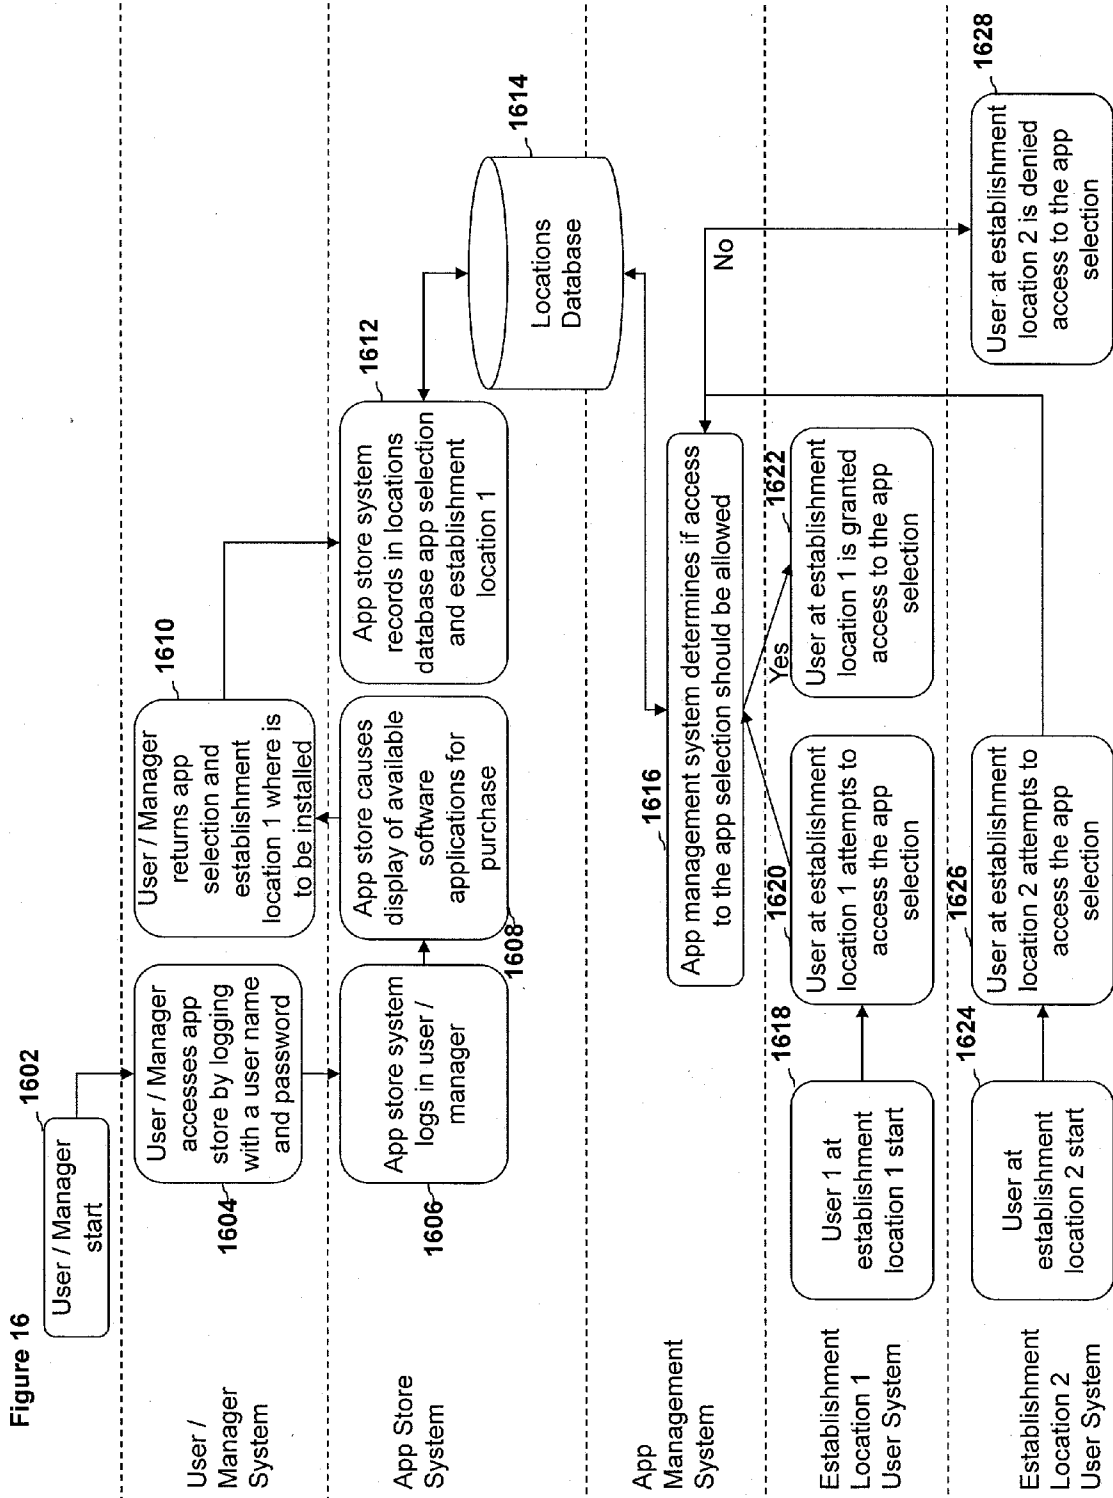 Figure 16
User / Manager
start
1602
User /
Manager
System
User / Manager
accesses app
store by logging
with a user name
and password
1604
User / Manager
returns app
selection and
establishment
location 1 where is
to be installed
1610
App Store
System
App store system
logs in user /
manager
1606
App store causes
display of available
software
applications for
purchase
1608
App store system
records in locations
database app selection
and establishment
location 1
1612
Locations
Database
1614
App
Management
System
App management system determines if access
to the app selection should be allowed
1616
Yes
No
Establishment
Location 1
User System
User 1 at
establishment
location 1 start
1618
User at establishment
location 1 attempts to
access the app
selection
1620
User at establishment
location 1 is granted
access to the app
selection
1622
Establishment
Location 2
User System
User at
establishment
location 2 start
1624
User at establishment
location 2 attempts to
access the app
selection
1626
User at establishment
location 2 is denied
access to the app
selection
1628